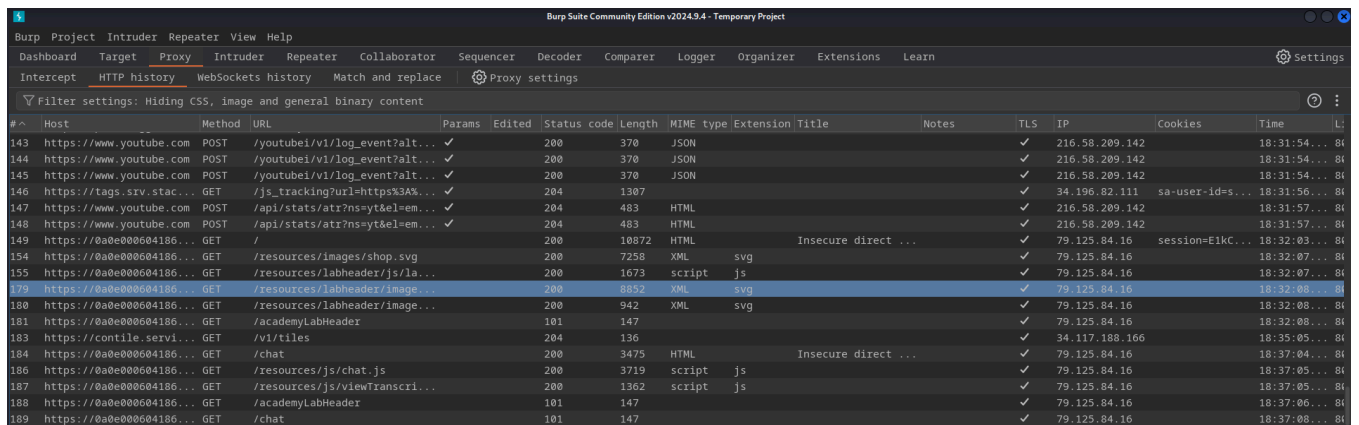 Burp Suite Community Edition v2024.9.4 - Temporary Project
Burp Project Intruder Repeater View Help
Dashboard Target Proxy Intruder Repeater Collaborator Sequencer Decoder Comparer Logger Organizer Extensions Learn Settings
Intercept HTTP history WebSockets history Match and replace Proxy settings
Filter settings: Hiding CSS, image and general binary content
# Host Method URL Params Edited Status code Length MIME type Extension Title Notes TLS IP Cookies Time
143 https://www.youtube.com POST /youtubei/v1/log_event?alt... ✓ 200 370 JSON ✓ 216.58.209.142 18:31:54...
144 https://www.youtube.com POST /youtubei/v1/log_event?alt... ✓ 200 370 JSON ✓ 216.58.209.142 18:31:54...
145 https://www.youtube.com POST /youtubei/v1/log_event?alt... ✓ 200 370 JSON ✓ 216.58.209.142 18:31:54...
146 https://tags.srv.stac... GET /js_tracking?url=https%3A%... ✓ 204 1307 ✓ 34.196.82.111 sa-user-id=s... 18:31:56...
147 https://www.youtube.com POST /api/stats/atr?ns=yt&el=em... ✓ 204 483 HTML ✓ 216.58.209.142 18:31:57...
148 https://www.youtube.com POST /api/stats/atr?ns=yt&el=em... ✓ 204 483 HTML ✓ 216.58.209.142 18:31:57...
149 https://0a0e000604186... GET / 200 10872 HTML Insecure direct ... ✓ 79.125.84.16 session=E1kC... 18:32:03...
154 https://0a0e000604186... GET /resources/images/shop.svg 200 7258 XML svg ✓ 79.125.84.16 18:32:07...
155 https://0a0e000604186... GET /resources/labheader/js/la... 200 1673 script js ✓ 79.125.84.16 18:32:07...
179 https://0a0e000604186... GET /resources/labheader/image... 200 8852 XML svg ✓ 79.125.84.16 18:32:08...
180 https://0a0e000604186... GET /resources/labheader/image... 200 942 XML svg ✓ 79.125.84.16 18:32:08...
181 https://0a0e000604186... GET /academyLabHeader 101 147 ✓ 79.125.84.16 18:32:08...
183 https://contile.servi... GET /v1/tiles 204 136 ✓ 34.117.188.166 18:35:05...
184 https://0a0e000604186... GET /chat 200 3475 HTML Insecure direct ... ✓ 79.125.84.16 18:37:04...
186 https://0a0e000604186... GET /resources/js/chat.js 200 3719 script js ✓ 79.125.84.16 18:37:05...
187 https://0a0e000604186... GET /resources/js/viewTranscri... 200 1362 script js ✓ 79.125.84.16 18:37:05...
188 https://0a0e000604186... GET /academyLabHeader 101 147 ✓ 79.125.84.16 18:37:06...
189 https://0a0e000604186... GET /chat 101 147 ✓ 79.125.84.16 18:37:08...